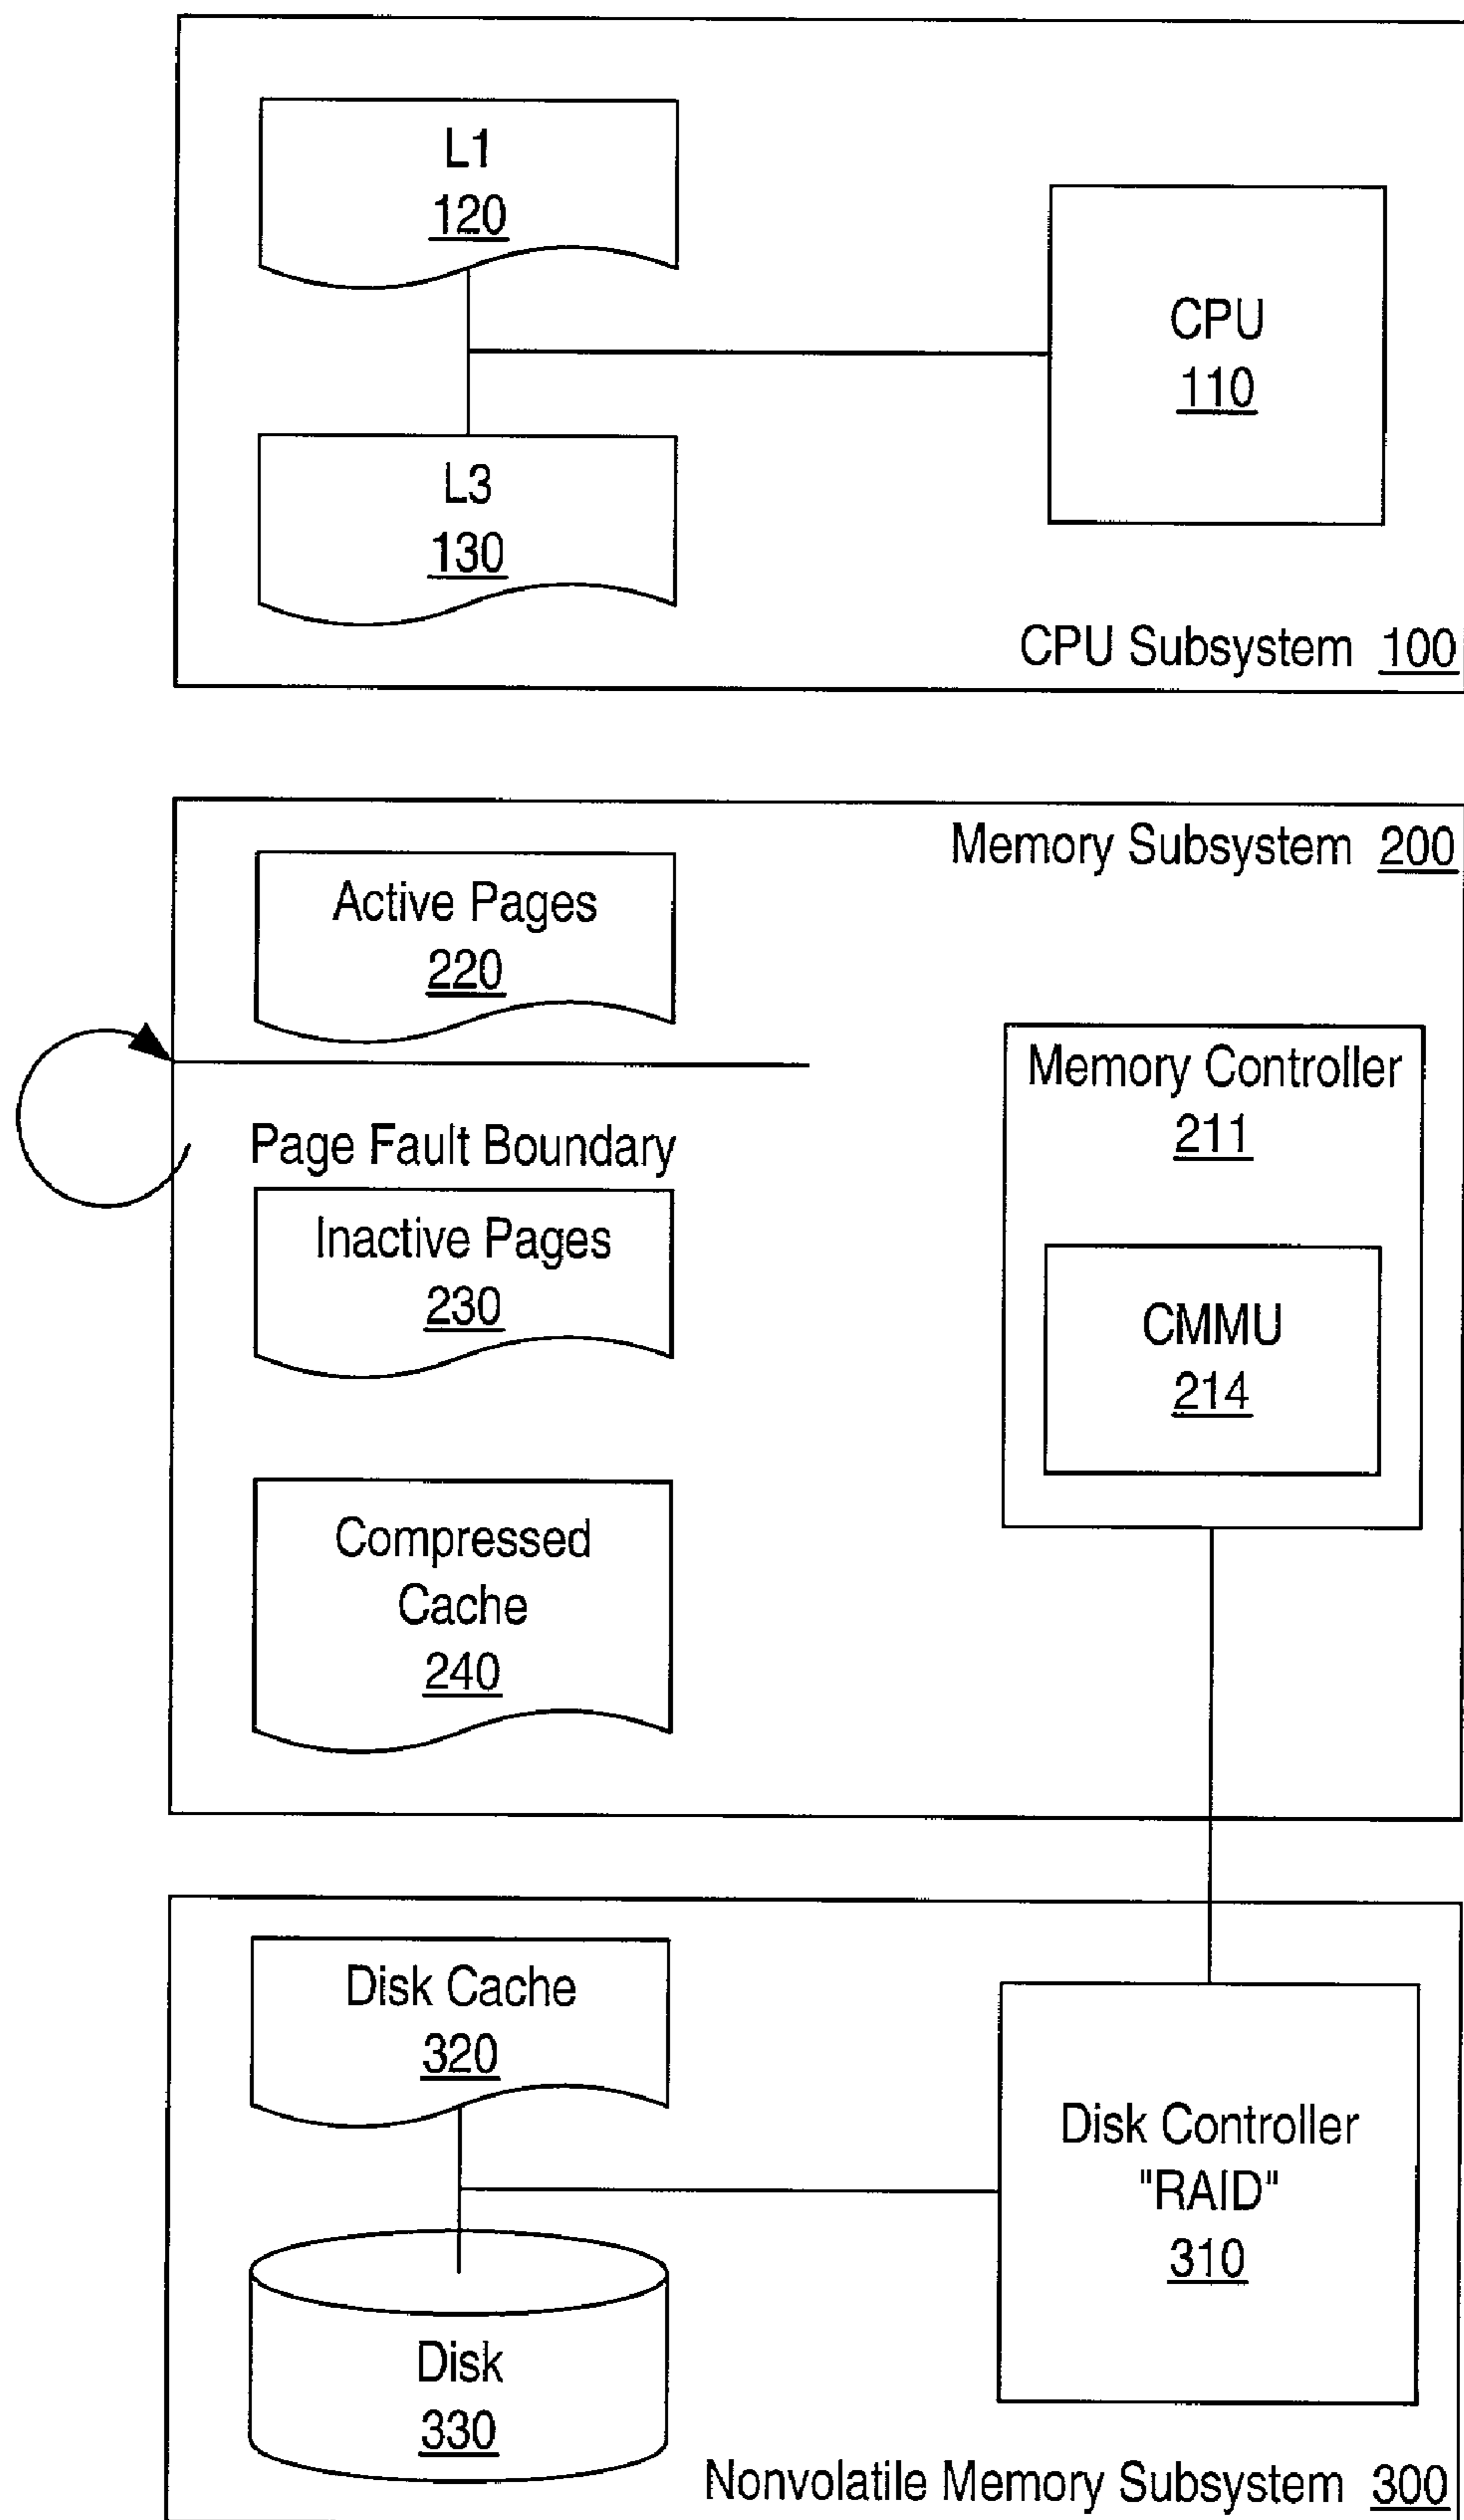 L1
120
CPU
110
L3
130
CPU Subsystem 100
Memory Subsystem 200
Active Pages
220
Memory Controller
211
Page Fault Boundary
Inactive Pages
230
CMMU
214
Compressed
Cache
240
Disk Cache
320
Disk Controller
"RAID"
310
Disk
330
Nonvolatile Memory Subsystem 300